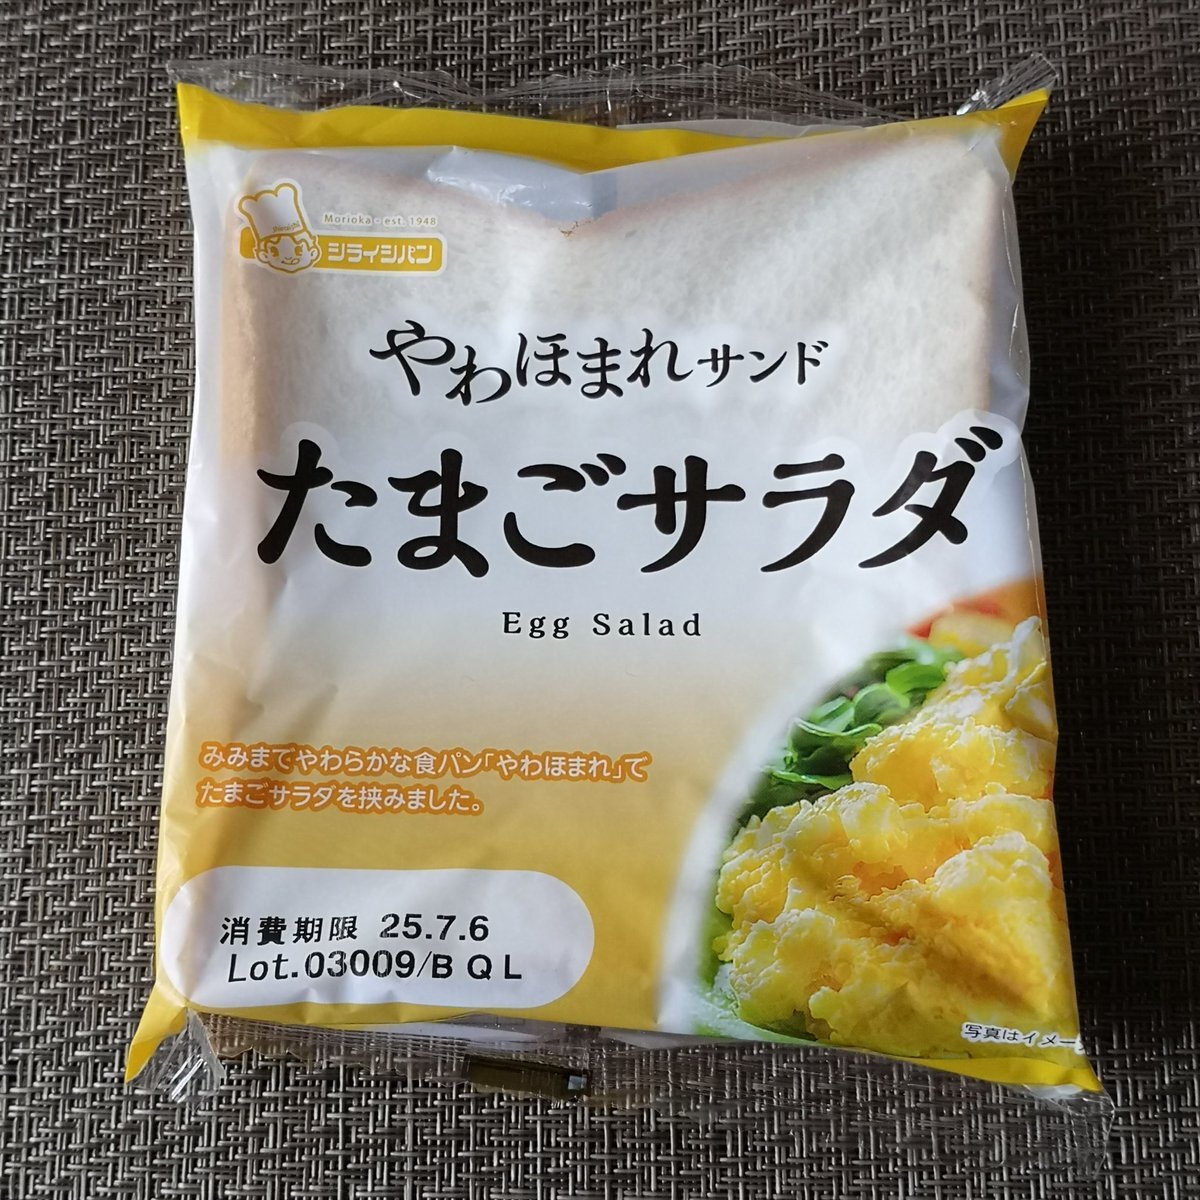 Shiraishi
Morioka - est. 1948
シライシパン
やわほまれサンド
たまごサラダ
Egg Salad
みみまでやわらかな食パン「やわほまれ」で
たまごサラダを挟みました。
消費期限 25.7.6
Lot.03009/B Q L
写真はイメージ